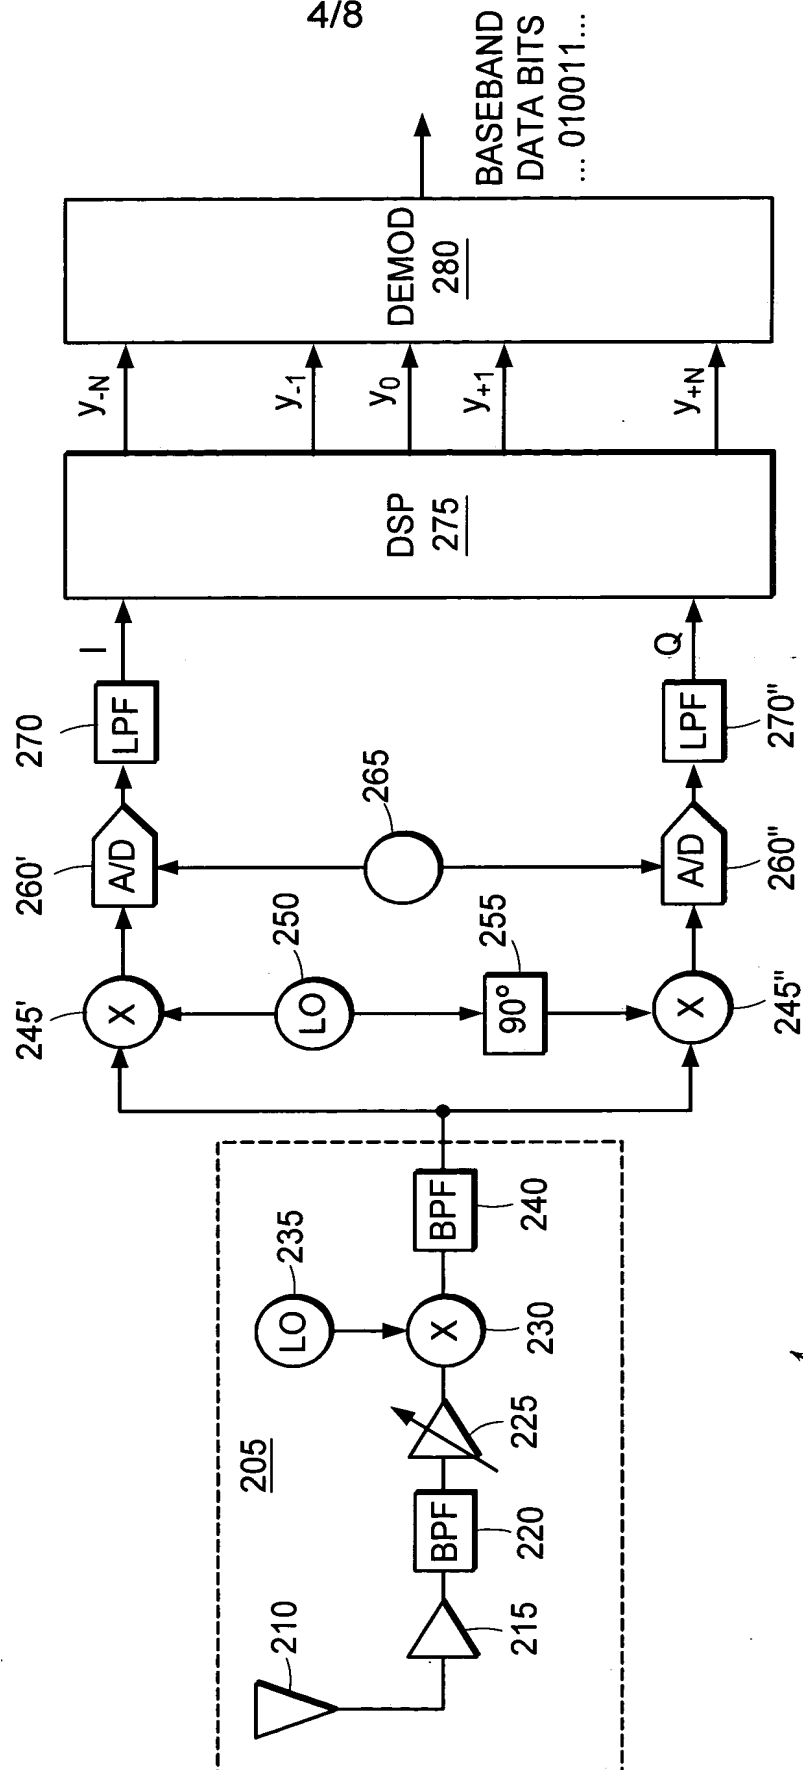 4/8
205
210
215
BPF
220
225
LO
235
X
230
BPF
240
245'
X
LO
250
90°
255
X
245"
260'
A/D
265
A/D
260"
270
LPF
I
LPF
270"
Q
DSP
275
y-N
y-1
y0
y+1
y+N
DEMOD
280
BASEBAND
DATA BITS
... 010011...